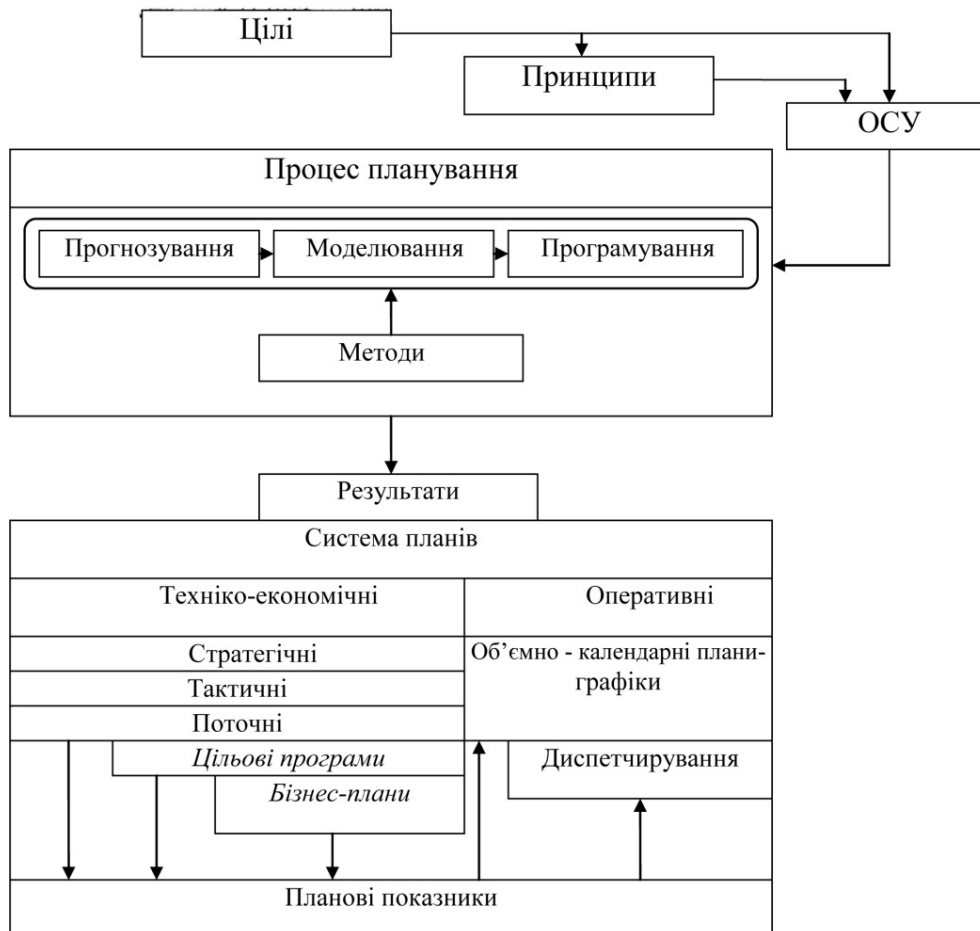 Цілі
Принципи
ОСУ
Процес планування
Прогнозування
Моделювання
Програмування
Методи
Результати
Система планів
Техніко-економічні
Оперативні
Стратегічні
Об’ємно - календарні плани-
графіки
Тактичні
Поточні
Цільові програми
Диспетчирування
Бізнес-плани
Планові показники